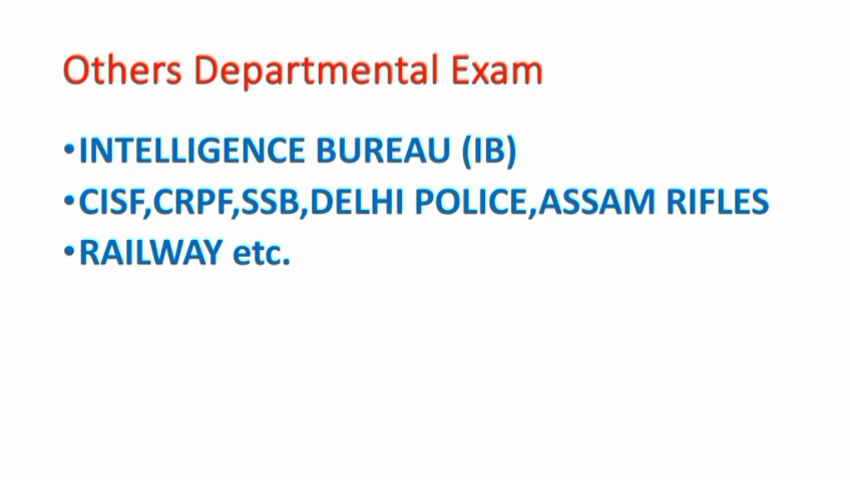 Others Departmental Exam
•INTELLIGENCE BUREAU (IB)
•CISF,CRPF,SSB,DELHI POLICE,ASSAM RIFLES
•RAILWAY etc.